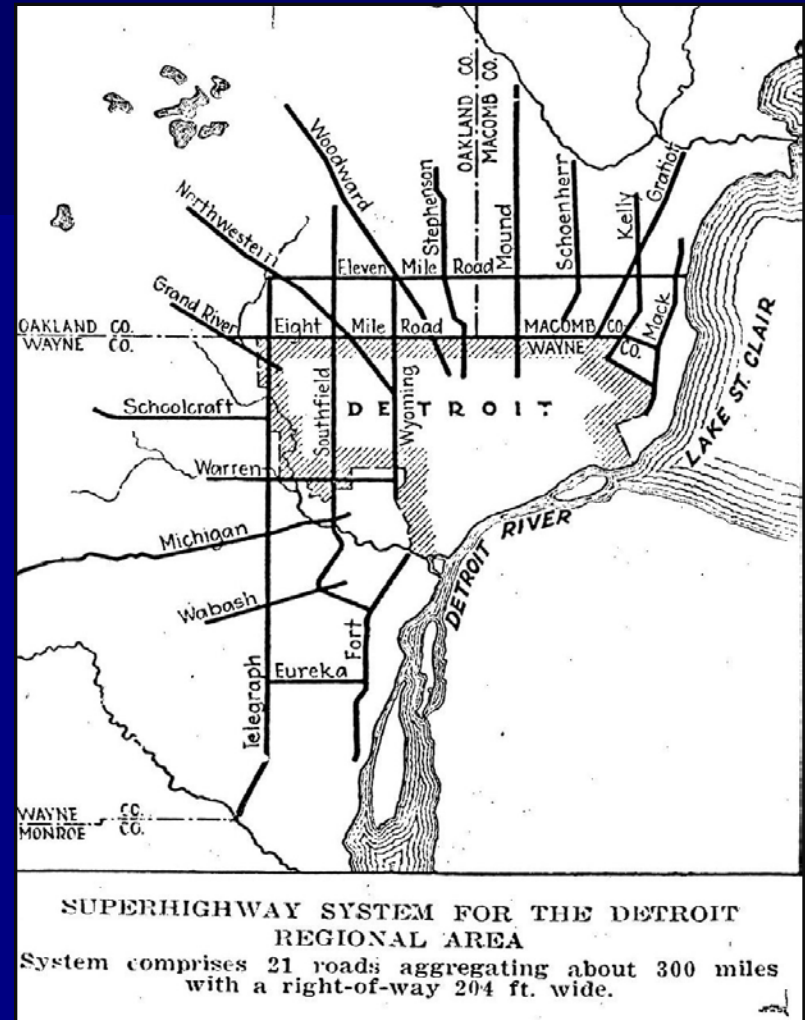 OAKLAND CO.
MACOMB CO.
Woodward
Stephenson
Northwestern
Mound
Schoenherr
Kelly
Gratiot
Eleven Mile Road
Grand River
Mack
OAKLAND CO.
WAYNE CO.
Eight Mile Road
MACOMB CO.
WAYNE CO.
Schoolcraft
Southfield
Wyoming
DETROIT
LAKE ST. CLAIR
Warren
Michigan
DETROIT RIVER
Wabash
Fort
Telegraph
Eureka
WAYNE CO.
MONROE CO.
SUPERHIGHWAY SYSTEM FOR THE DETROIT
REGIONAL AREA
System comprises 21 roads aggregating about 300 miles
with a right-of-way 204 ft. wide.